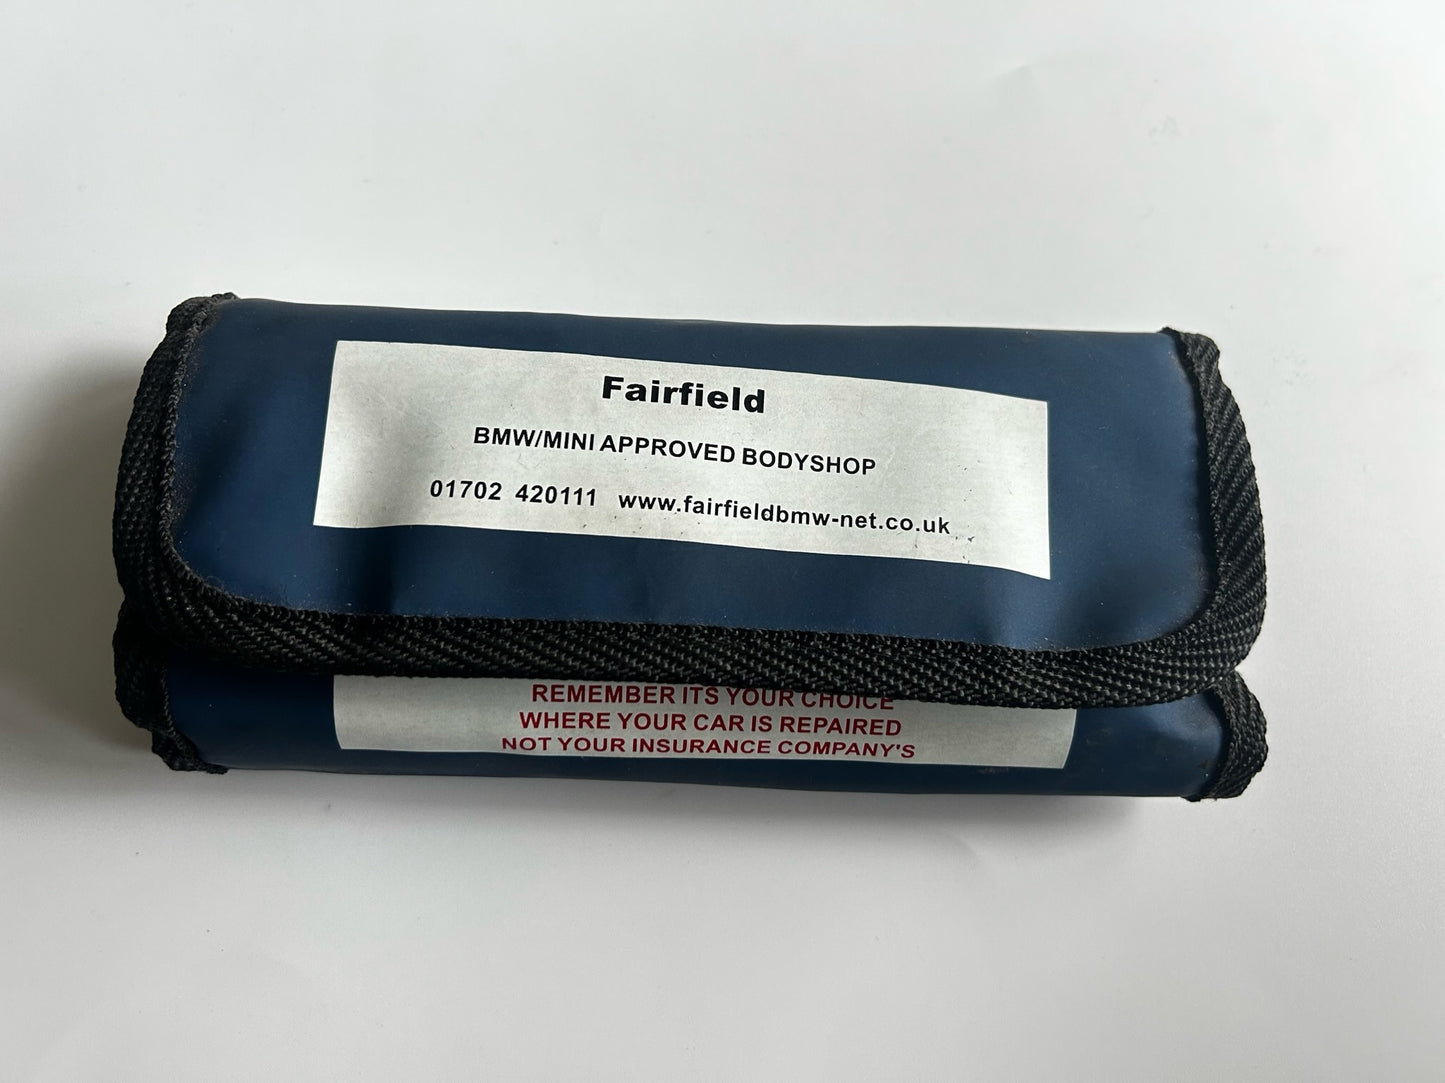 Fairfield
BMW/MINI APPROVED BODYSHOP
01702 420111 www.fairfieldbmw-net.co.uk
REMEMBER ITS YOUR CHOICE
WHERE YOUR CAR IS REPAIRED
NOT YOUR INSURANCE COMPANY'S